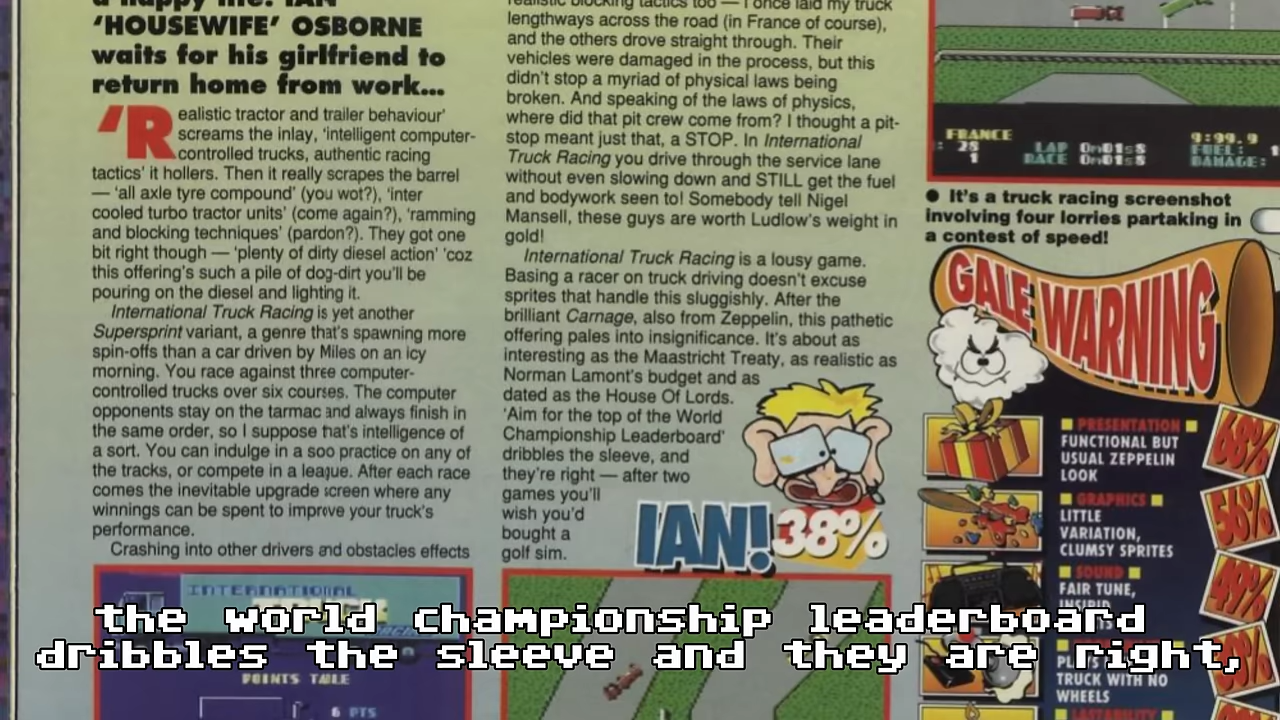 a happy life. IAN
'HOUSEWIFE' OSBORNE
waits for his girlfriend to
return home from work...
'Realistic tractor and trailer behaviour'
screams the inlay, 'intelligent computer-
controlled trucks, authentic racing
tactics' it hollers. Then it really scrapes the barrel
— 'all axle tyre compound' (you wot?), 'inter
cooled turbo tractor units' (come again?), 'ramming
and blocking techniques' (pardon?). They got one
bit right though — 'plenty of dirty diesel action' 'coz
this offering's such a pile of dog-dirt you'll be
pouring on the diesel and lighting it.
International Truck Racing is yet another
Supersprint variant, a genre that's spawning more
spin-offs than a car driven by Miles on an icy
morning. You race against three computer-
controlled trucks over six courses. The computer
opponents stay on the tarmac and always finish in
the same order, so I suppose that's intelligence of
a sort. You can indulge in a soo practice on any of
the tracks, or compete in a league. After each race
comes the inevitable upgrade screen where any
winnings can be spent to improve your truck's
performance.
Crashing into other drivers and obstacles effects
INTERNATIONAL
POINTS TABLE
6 PTS
realistic blocking tactics too — I once laid my truck
lengthways across the road (in France of course),
and the others drove straight through. Their
vehicles were damaged in the process, but this
didn't stop a myriad of physical laws being
broken. And speaking of the laws of physics,
where did that pit crew come from? I thought a pit-
stop meant just that, a STOP. In International
Truck Racing you drive through the service lane
without even slowing down and STILL get the fuel
and bodywork seen to! Somebody tell Nigel
Mansell, these guys are worth Ludlow's weight in
gold!
International Truck Racing is a lousy game.
Basing a racer on truck driving doesn't excuse
sprites that handle this sluggishly. After the
brilliant Carnage, also from Zeppelin, this pathetic
offering pales into insignificance. It's about as
interesting as the Maastricht Treaty, as realistic as
Norman Lamont's budget and as
dated as the House Of Lords.
'Aim for the top of the World
Championship Leaderboard'
dribbles the sleeve, and
they're right — after two
games you'll
wish you'd
bought a
golf sim.
IAN! 38%
FRANCE
28
1
LAP 0m01s8
RACE 0m01s8
9:99.9
FUEL:
DAMAGE:
● It's a truck racing screenshot
involving four lorries partaking in
a contest of speed!
GALE WARNING
PRESENTATION
FUNCTIONAL BUT
USUAL ZEPPELIN
LOOK
68%
GRAPHICS
LITTLE
VARIATION,
CLUMSY SPRITES
56%
SOUND
FAIR TUNE,
INSIPID
49%
TRUCK WITH NO
WHEELS
LASTABILITY
the world championship leaderboard
dribbles the sleeve and they are right,